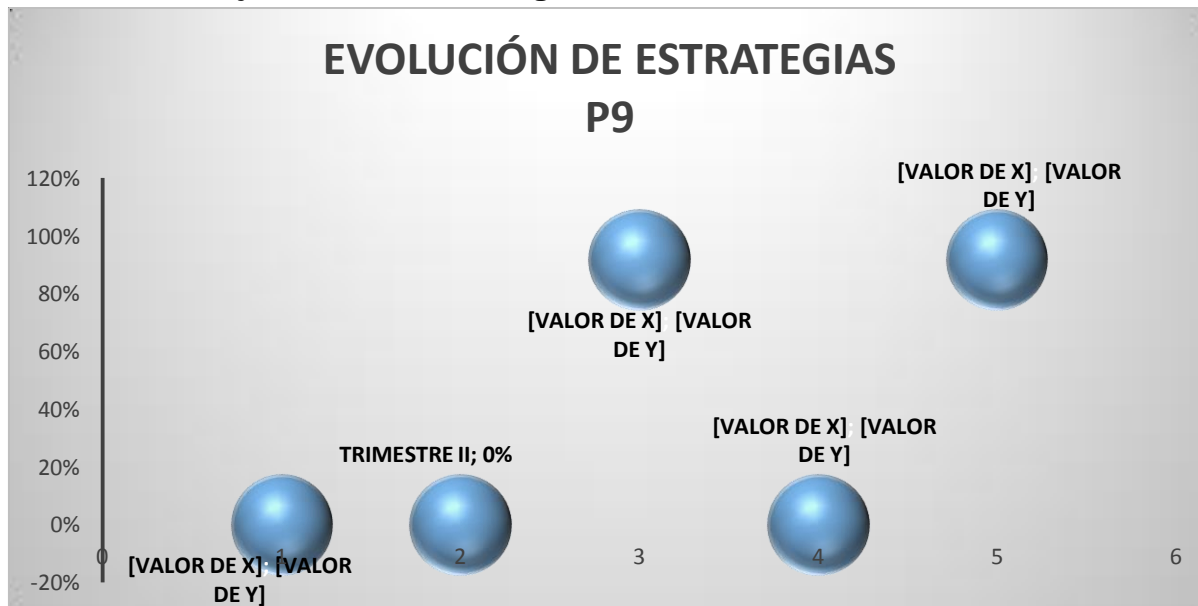 EVOLUCIÓN DE ESTRATEGIAS
P9
120%
100%
80%
60%
40%
20%
0%
-20%
[VALOR DE X]; [VALOR
DE Y]
[VALOR DE X]; [VALOR
DE Y]
[VALOR DE X]; [VALOR
DE Y]
TRIMESTRE II; 0%
[VALOR DE X]; [VALOR
DE Y]
0
1
2
3
4
5
6